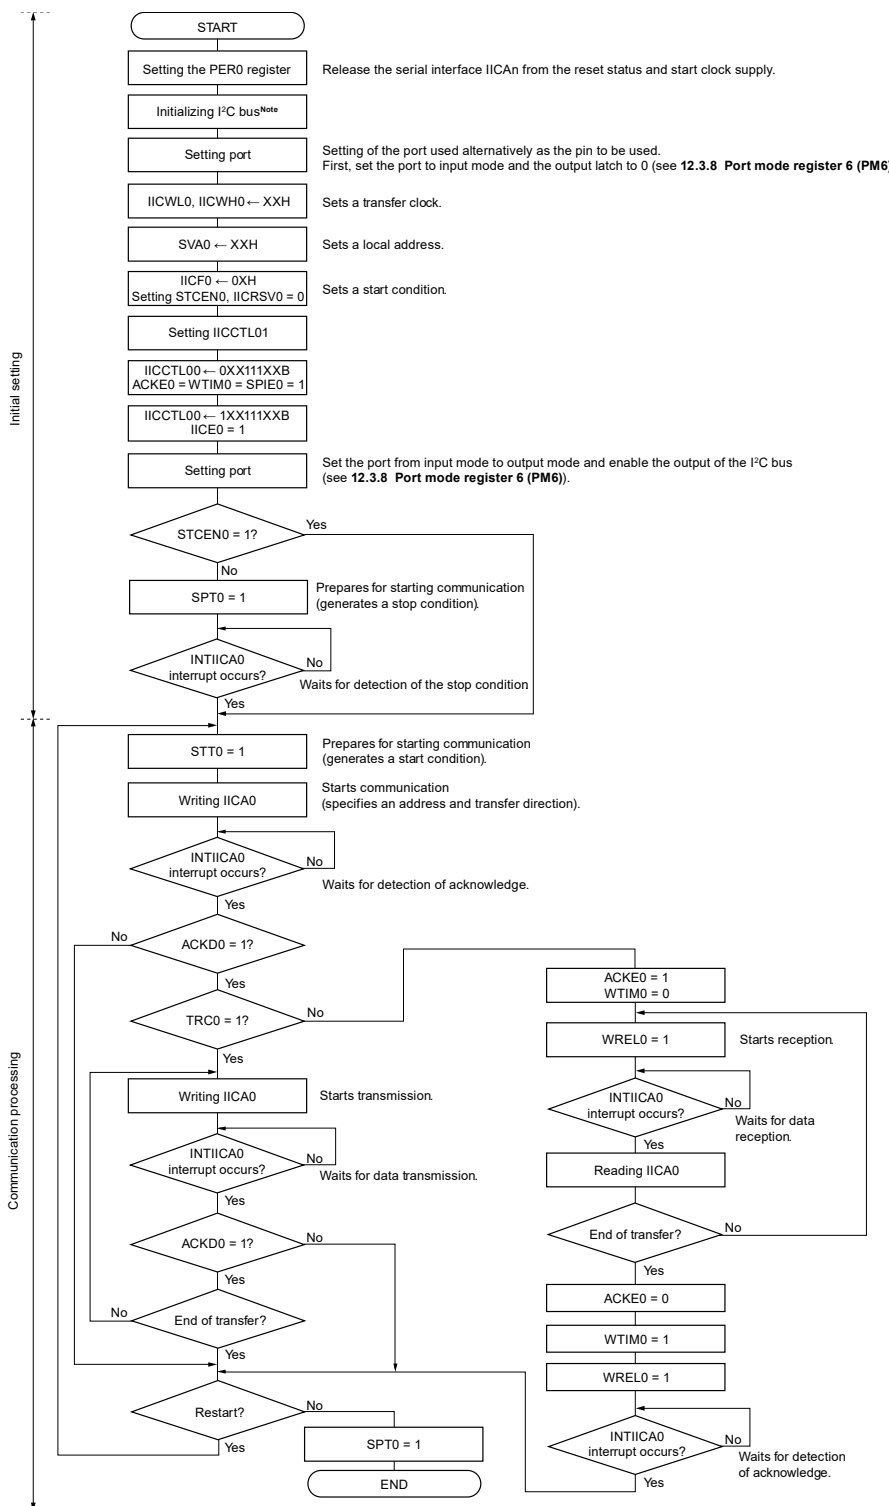 START
Setting the PER0 register
Release the serial interface IICAn from the reset status and start clock supply.
Initializing I²C busNote
Setting port
Setting of the port used alternatively as the pin to be used.
First, set the port to input mode and the output latch to 0 (see 12.3.8 Port mode register 6 (PM6)
IICWL0, IICWH0 ← XXH
Sets a transfer clock.
SVA0 ← XXH
Sets a local address.
IICF0 ← 0XH
Setting STCEN0, IICRSV0 = 0
Sets a start condition.
Setting IICCTL01
IICCTL00 ← 0XX111XXB
ACKE0 = WTIM0 = SPIE0 = 1
IICCTL00 ← 1XX111XXB
IICE0 = 1
Setting port
Set the port from input mode to output mode and enable the output of the I²C bus
(see 12.3.8 Port mode register 6 (PM6)).
Initial setting
STCEN0 = 1?
Yes
No
SPT0 = 1
Prepares for starting communication
(generates a stop condition).
INTIICA0
interrupt occurs?
No
Waits for detection of the stop condition
Yes
STT0 = 1
Prepares for starting communication
(generates a start condition).
Writing IICA0
Starts communication
(specifies an address and transfer direction).
INTIICA0
interrupt occurs?
No
Waits for detection of acknowledge.
Yes
No
ACKD0 = 1?
Yes
TRC0 = 1?
No
Yes
Writing IICA0
Starts transmission.
INTIICA0
interrupt occurs?
No
Waits for data transmission.
Yes
ACKD0 = 1?
No
Yes
No
End of transfer?
Yes
Restart?
No
Yes
SPT0 = 1
END
Communication processing
ACKE0 = 1
WTIM0 = 0
WREL0 = 1
Starts reception.
INTIICA0
interrupt occurs?
No
Waits for data
reception.
Yes
Reading IICA0
End of transfer?
No
Yes
ACKE0 = 0
WTIM0 = 1
WREL0 = 1
INTIICA0
interrupt occurs?
No
Waits for detection
of acknowledge.
Yes